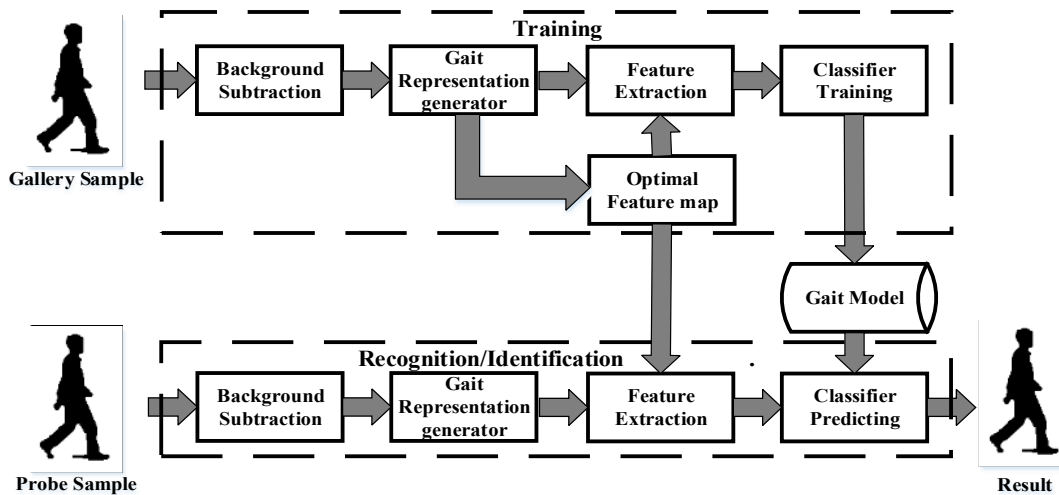 Training
Background
Subtraction
Gait
Representation
generator
Feature
Extraction
Classifier
Training
Gallery Sample
Optimal
Feature map
Gait Model
Recognition/Identification
Background
Subtraction
Gait
Representation
generator
Feature
Extraction
Classifier
Predicting
Probe Sample
Result